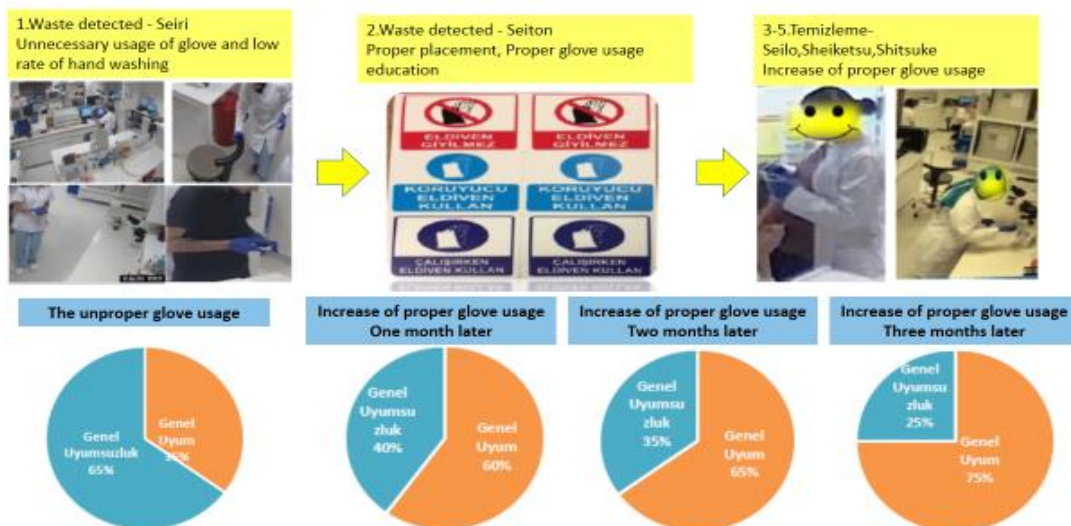 1.Waste detected - Seiri
Unnecessary usage of glove and low
rate of hand washing
2.Waste detected - Seiton
Proper placement, Proper glove usage
education
3-5.Temizleme-
Seilo,Sheiketsu,Shitsuke
Increase of proper glove usage
ELDİVEN
GİYİLMEZ
ELDİVEN
GİYİLMEZ
KORUYUCU
ELDİVEN
KULLAN
KORUYUCU
ELDİVEN
KULLAN
ÇALIŞIRKEN
ELDİVEN KULLAN
ÇALIŞIRKEN
ELDİVEN KULLAN
The unproper glove usage
Increase of proper glove usage
One month later
Increase of proper glove usage
Two months later
Increase of proper glove usage
Three months later
Genel
Uyumsuzluk
65%
Genel
Uyum
35%
Genel
Uyumsu
zluk
40%
Genel
Uyum
60%
Genel
Uyumsu
zluk
35%
Genel
Uyum
65%
Genel
Uyumsu
zluk
25%
Genel
Uyum
75%